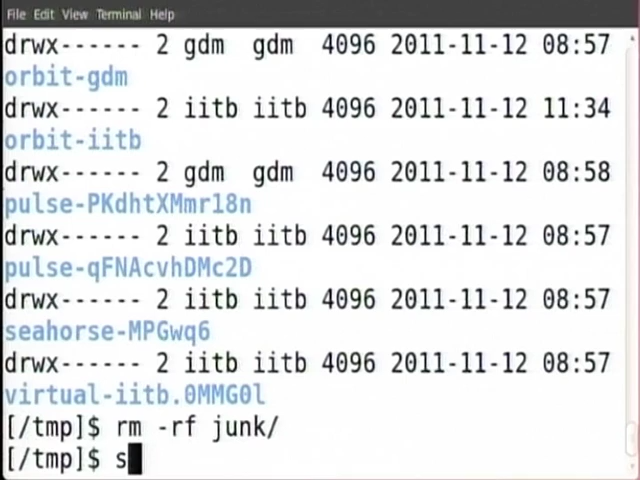 File Edit View Terminal Help
drwx------ 2 gdm  gdm  4096 2011-11-12 08:57
orbit-gdm
drwx------ 2 iitb iitb 4096 2011-11-12 11:34
orbit-iitb
drwx------ 2 gdm  gdm  4096 2011-11-12 08:58
pulse-PKdhtXMmr18n
drwx------ 2 iitb iitb 4096 2011-11-12 08:57
pulse-qFNAcvhDMc2D
drwx------ 2 iitb iitb 4096 2011-11-12 08:57
seahorse-MPGwq6
drwx------ 2 iitb iitb 4096 2011-11-12 08:57
virtual-iitb.0MMG0l
[/tmp]$ rm -rf junk/
[/tmp]$ s